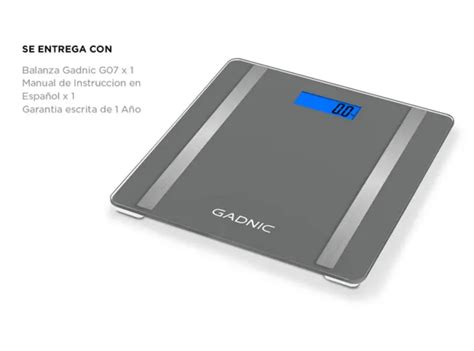 SE ENTREGA CON
Balanza Gadnic G07 x 1
Manual de Instruccion en
Español x 1
Garantia escrita de 1 Año
0.0
GADNIC